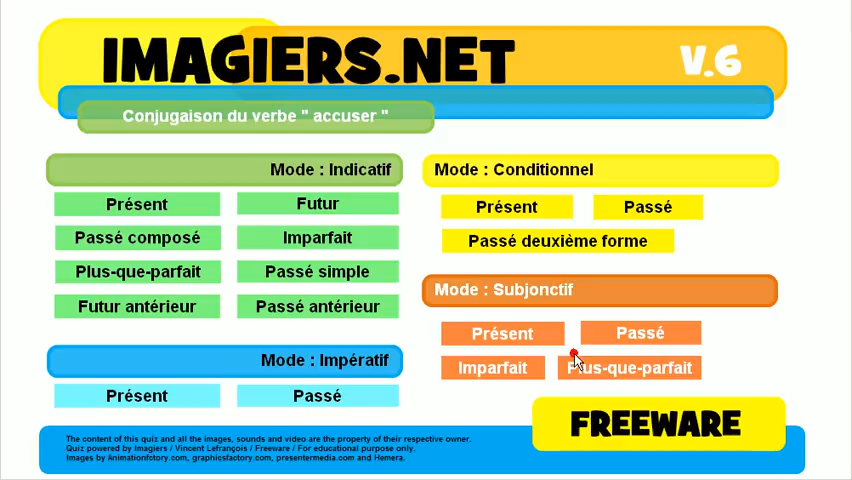 IMAGIERS.NET
V.6
Conjugaison du verbe " accuser "
Mode : Indicatif
Présent
Futur
Passé composé
Imparfait
Plus-que-parfait
Passé simple
Futur antérieur
Passé antérieur
Mode : Impératif
Présent
Passé
Mode : Conditionnel
Présent
Passé
Passé deuxième forme
Mode : Subjonctif
Présent
Passé
Imparfait
Plus-que-parfait
FREEWARE
The content of this quiz and all the images, sounds and video are the property of their respective owner.
Quiz powered by Imagiers / Vincent Lefrançois / Freeware / For educational purpose only.
Images by Animationfctory.com, graphicsfactory.com, presentermedia.com and Hemera.